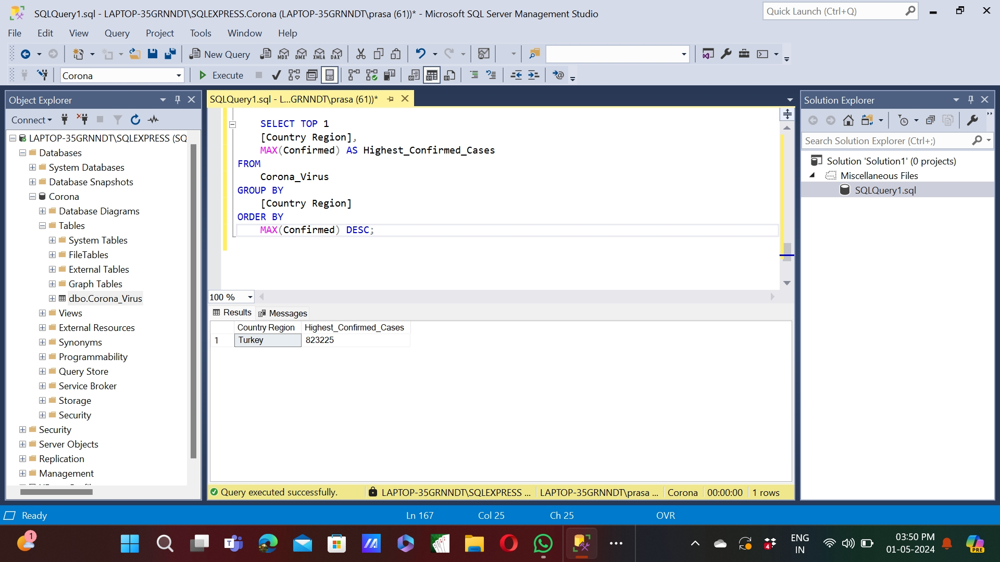 SQLQuery1.sql - LAPTOP-35GRNNDT\SQLEXPRESS.Corona (LAPTOP-35GRNNDT\prasa (61))* - Microsoft SQL Server Management Studio
Quick Launch (Ctrl+Q)
File Edit View Query Project Tools Window Help
New Query
MDX DMX XMLA DAX
Corona
Execute
Object Explorer
Connect
LAPTOP-35GRNNDT\SQLEXPRESS (SQ
Databases
System Databases
Database Snapshots
Corona
Database Diagrams
Tables
System Tables
FileTables
External Tables
Graph Tables
dbo.Corona_Virus
Views
External Resources
Synonyms
Programmability
Query Store
Service Broker
Storage
Security
Security
Server Objects
Replication
Management
SQLQuery1.sql - L...GRNNDT\prasa (61))*
SELECT TOP 1
[Country Region],
MAX(Confirmed) AS Highest_Confirmed_Cases
FROM
Corona_Virus
GROUP BY
[Country Region]
ORDER BY
MAX(Confirmed) DESC;
100 %
Results Messages
Country Region Highest_Confirmed_Cases
1 Turkey 823225
Query executed successfully. LAPTOP-35GRNNDT\SQLEXPRESS ... LAPTOP-35GRNNDT\prasa ... Corona 00:00:00 1 rows
Solution Explorer
Search Solution Explorer (Ctrl+;)
Solution 'Solution1' (0 projects)
Miscellaneous Files
SQLQuery1.sql
Ready Ln 167 Col 25 Ch 25 OVR
1
4
ENG
IN
03:50 PM
01-05-2024
PRE